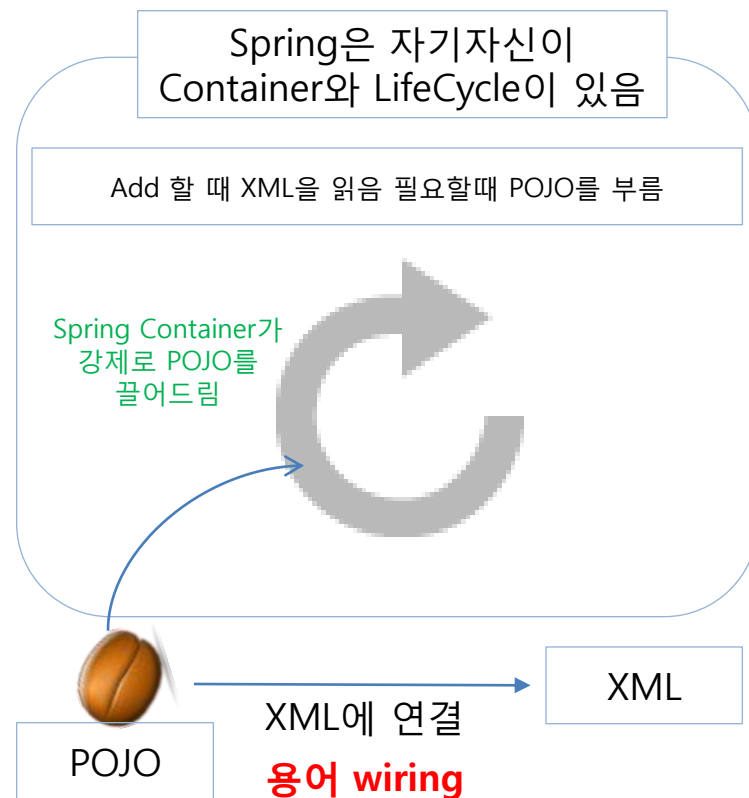 Spring은 자기자신이
Container와 LifeCycle이 있음
Add 할 때 XML을 읽음 필요할때 POJO를 부름
Spring Container가
강제로 POJO를
끌어드림
XML
XML에 연결
POJO
용어 wiring